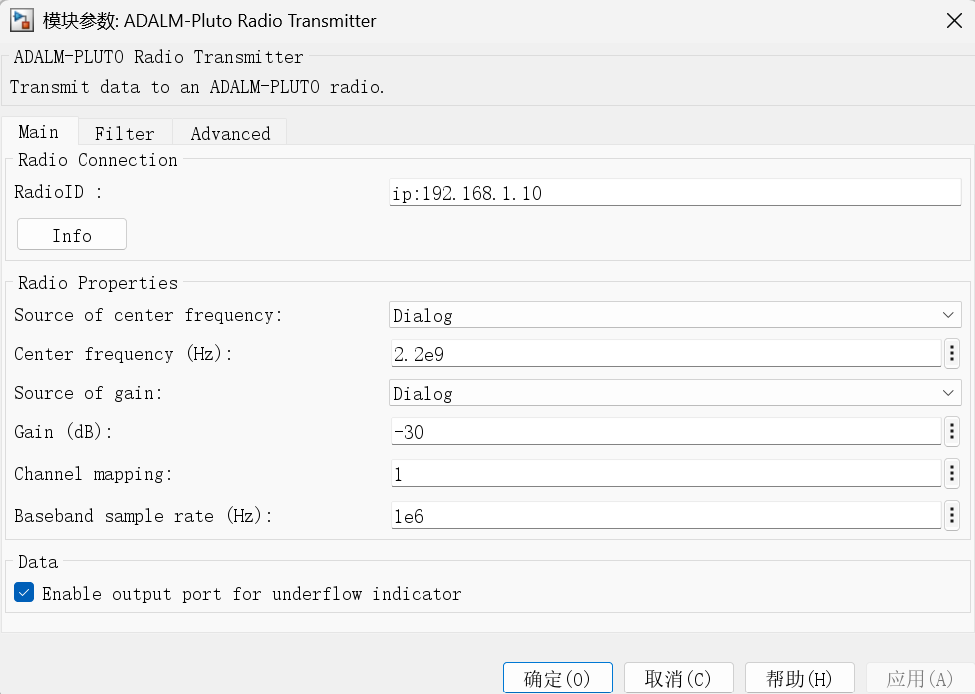 模块参数: ADALM-Pluto Radio Transmitter
ADALM-PLUTO Radio Transmitter
Transmit data to an ADALM-PLUTO radio.
Main Filter Advanced
Radio Connection
RadioID : ip:192.168.1.10
Info
Radio Properties
Source of center frequency: Dialog
Center frequency (Hz): 2.2e9
Source of gain: Dialog
Gain (dB): -30
Channel mapping: 1
Baseband sample rate (Hz): 1e6
Data
Enable output port for underflow indicator
确定(O) 取消(C) 帮助(H) 应用(A)